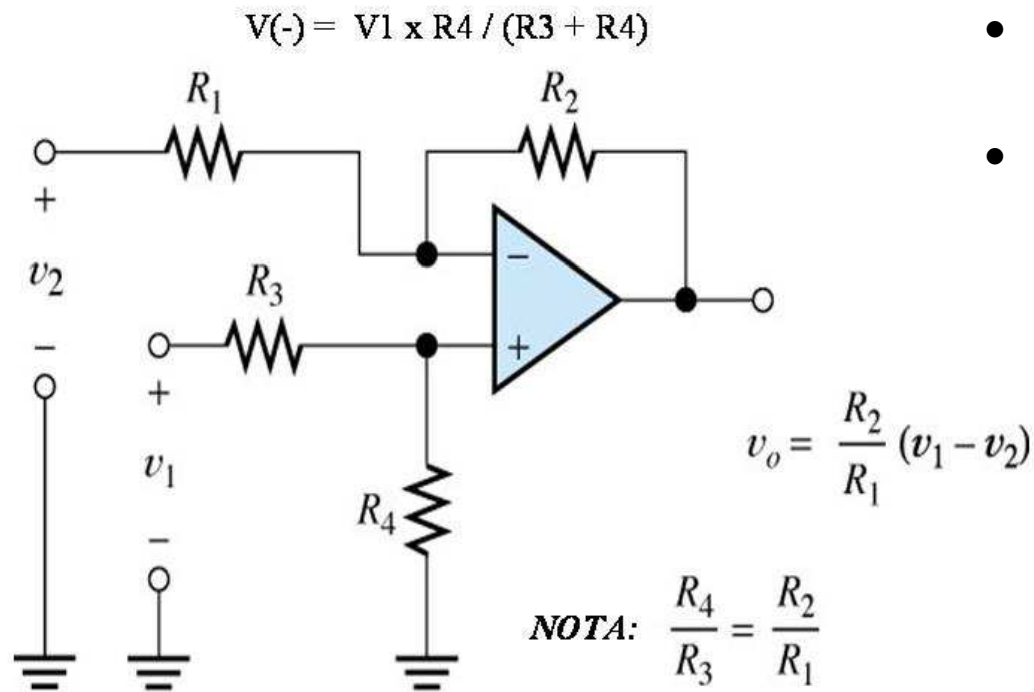 V(-) = V1 x R4 / (R3 + R4)
•
•
R₁
R₂
+
v₂
−
R₃
+
v₁
−
−
+
R₄
v₀ = R₂/R₁ (v₁ − v₂)
NOTA: R₄/R₃ = R₂/R₁